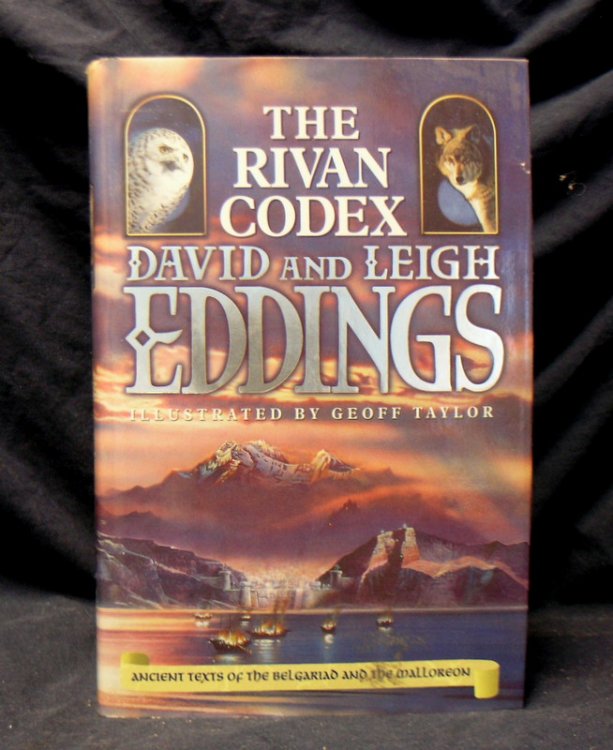 THE
RIVAN
CODEX
DAVID AND LEIGH
EDDINGS
ILLUSTRATED BY GEOFF TAYLOR
ANCIENT TEXTS OF THE BELGARIAD AND THE MALLOREON